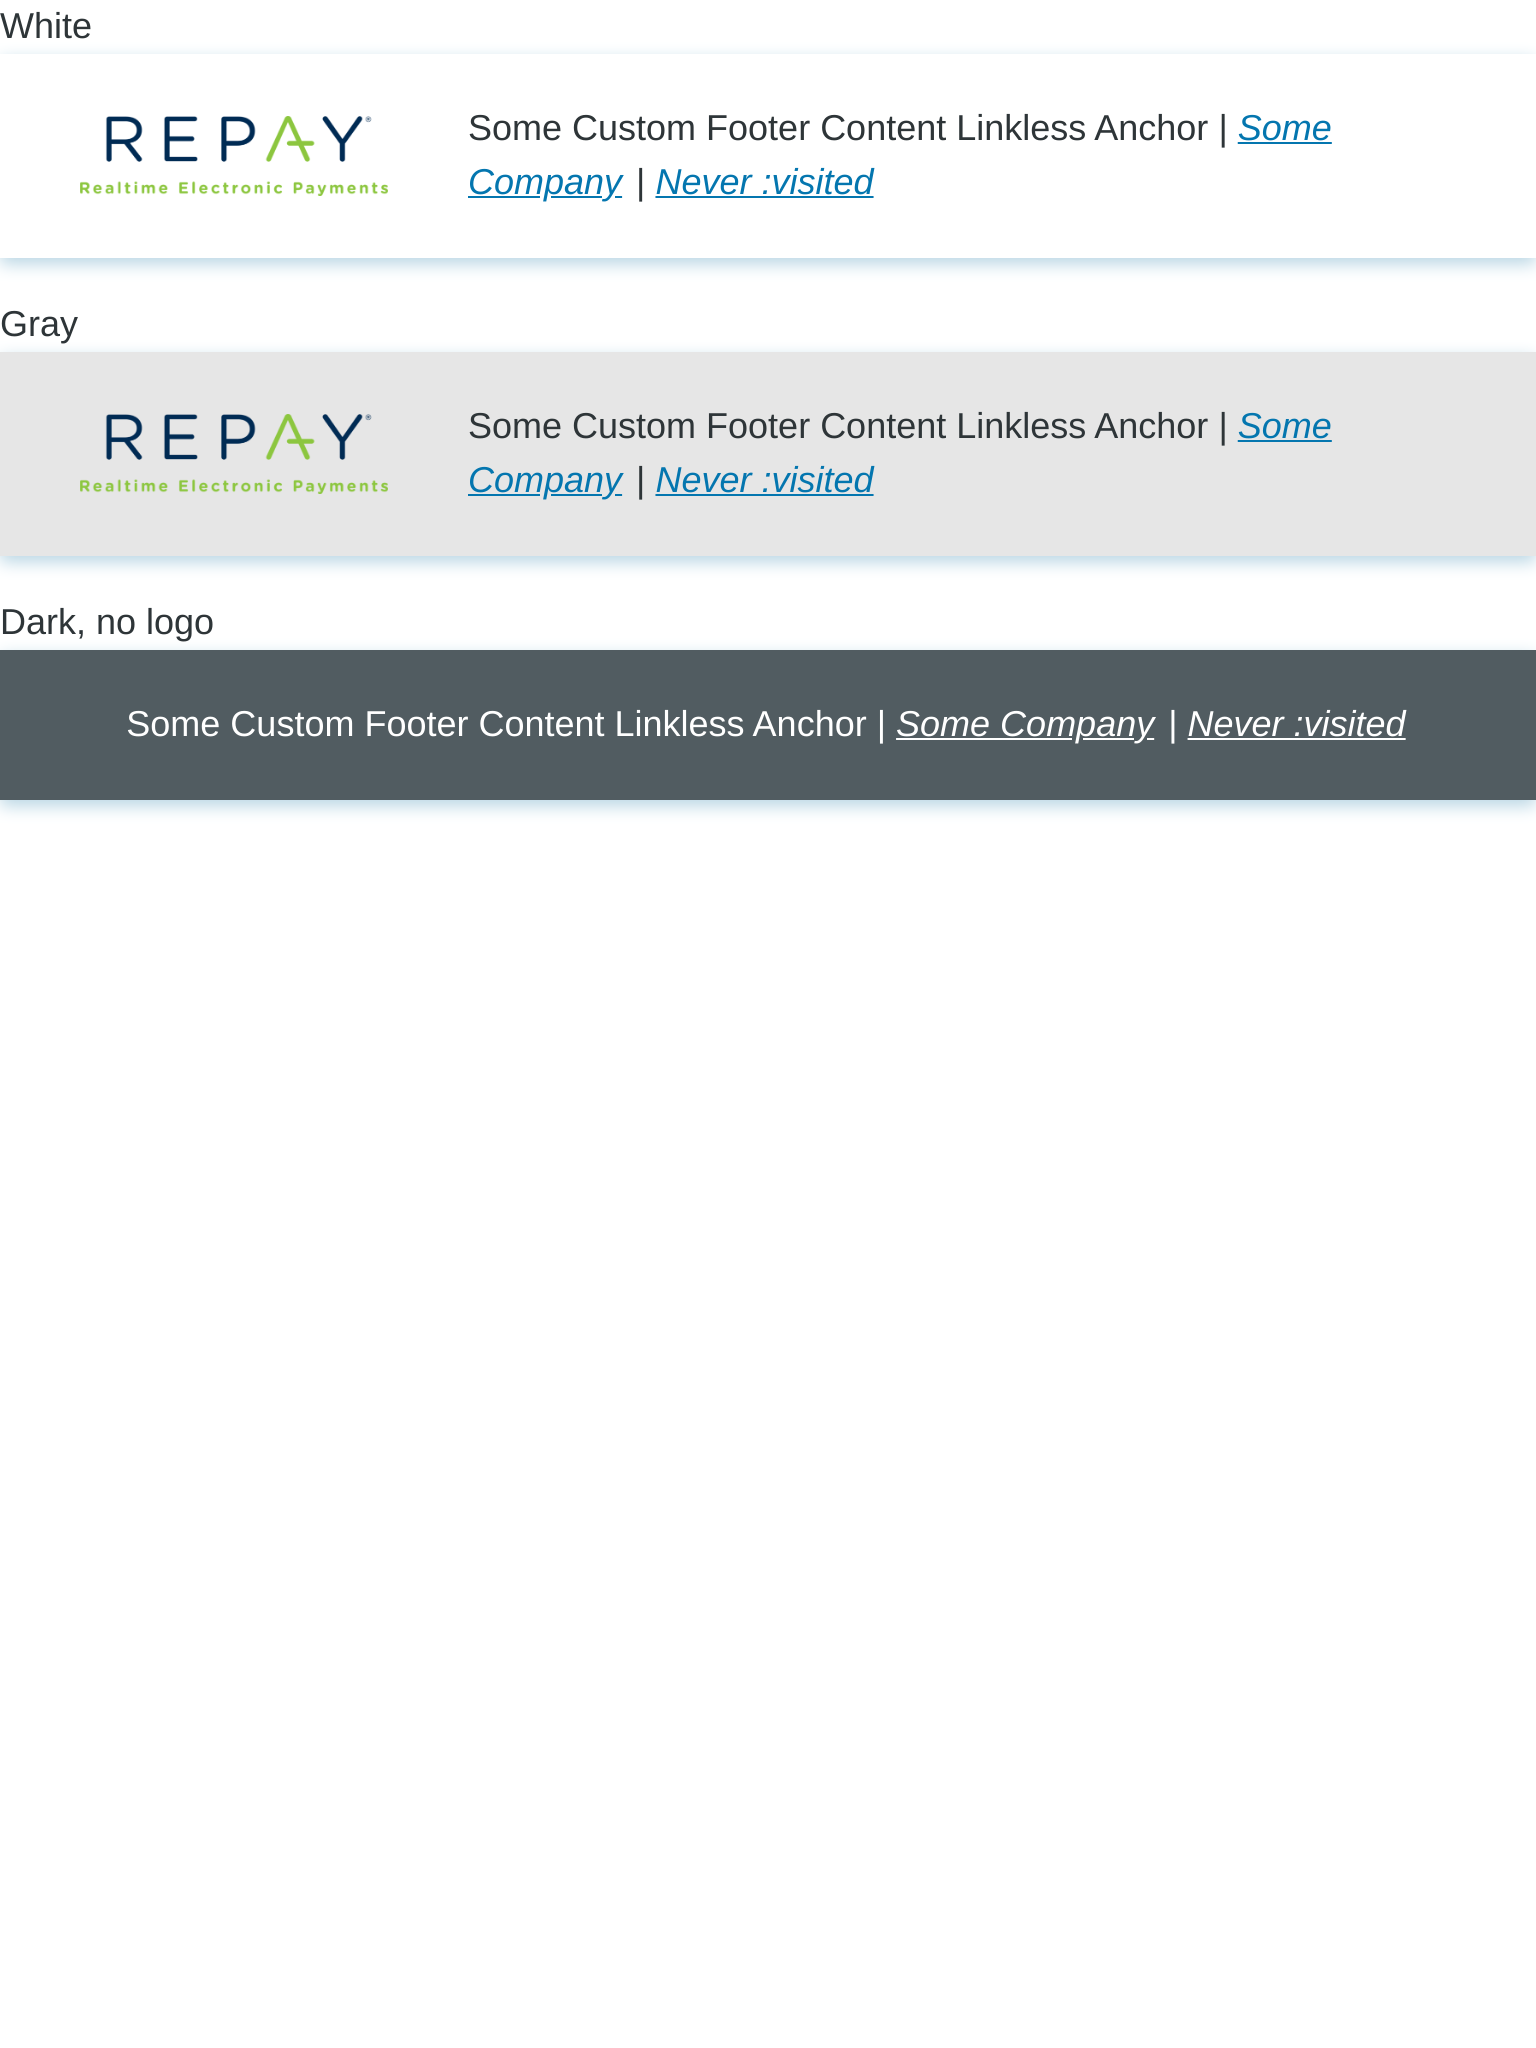 White
REPAY®
Realtime Electronic Payments
Some Custom Footer Content Linkless Anchor | Some
Company | Never :visited
Gray
REPAY®
Realtime Electronic Payments
Some Custom Footer Content Linkless Anchor | Some
Company | Never :visited
Dark, no logo
Some Custom Footer Content Linkless Anchor | Some Company | Never :visited